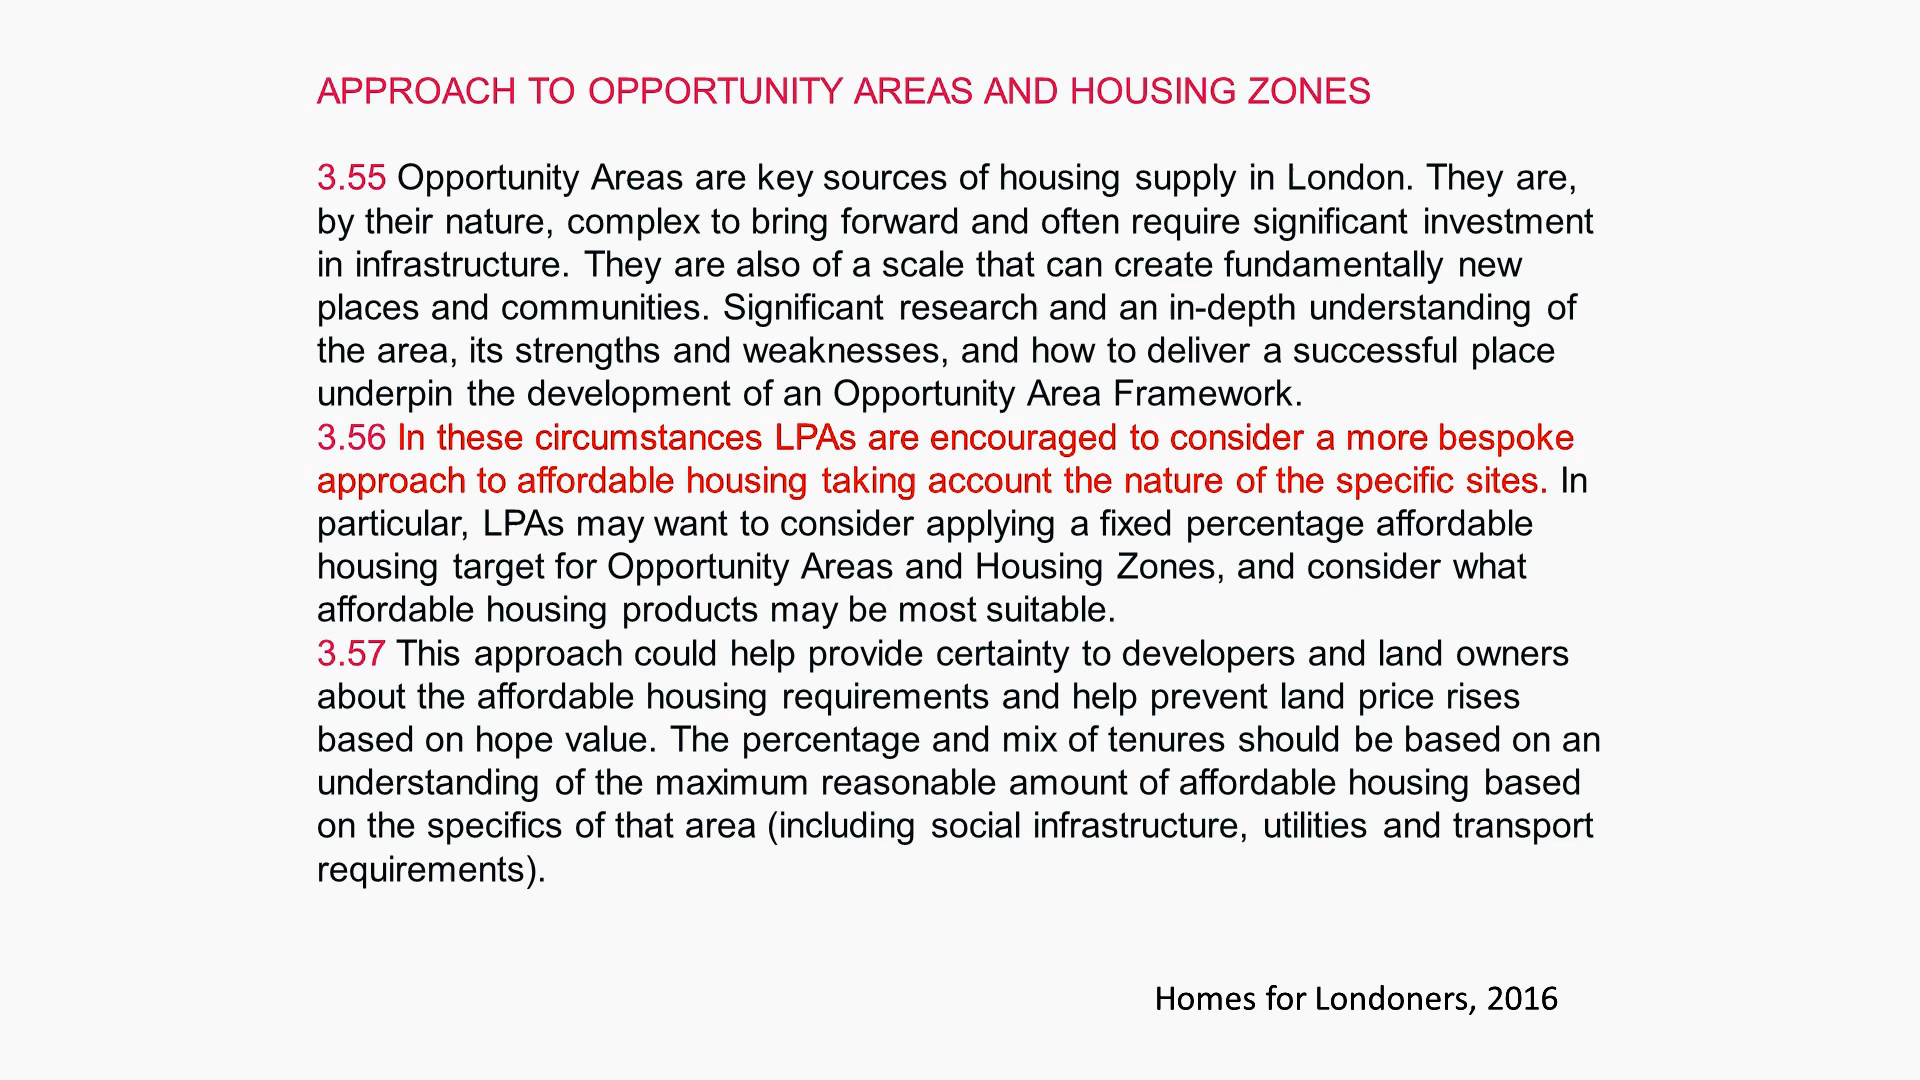 APPROACH TO OPPORTUNITY AREAS AND HOUSING ZONES
3.55 Opportunity Areas are key sources of housing supply in London. They are,
by their nature, complex to bring forward and often require significant investment
in infrastructure. They are also of a scale that can create fundamentally new
places and communities. Significant research and an in-depth understanding of
the area, its strengths and weaknesses, and how to deliver a successful place
underpin the development of an Opportunity Area Framework.
3.56 In these circumstances LPAs are encouraged to consider a more bespoke
approach to affordable housing taking account the nature of the specific sites. In
particular, LPAs may want to consider applying a fixed percentage affordable
housing target for Opportunity Areas and Housing Zones, and consider what
affordable housing products may be most suitable.
3.57 This approach could help provide certainty to developers and land owners
about the affordable housing requirements and help prevent land price rises
based on hope value. The percentage and mix of tenures should be based on an
understanding of the maximum reasonable amount of affordable housing based
on the specifics of that area (including social infrastructure, utilities and transport
requirements).
Homes for Londoners, 2016